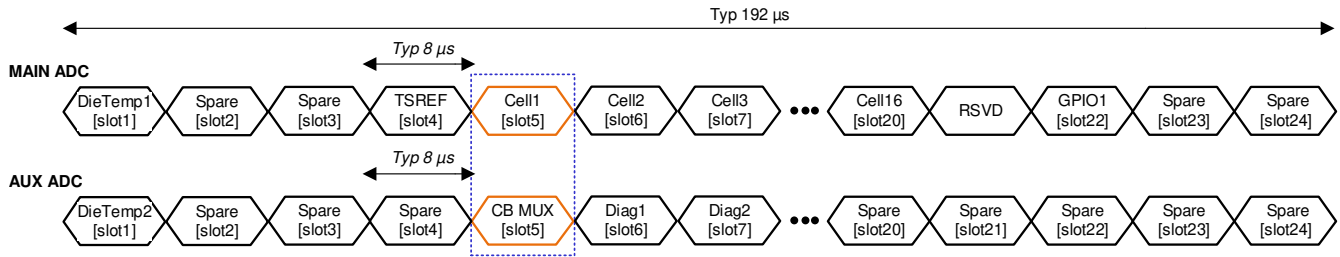 Typ 192 µs
Typ 8 µs
MAIN ADC
DieTemp1 [slot1]
Spare [slot2]
Spare [slot3]
TSREF [slot4]
Cell1 [slot5]
Cell2 [slot6]
Cell3 [slot7]
Cell16 [slot20]
RSVD
GPIO1 [slot22]
Spare [slot23]
Spare [slot24]
Typ 8 µs
AUX ADC
DieTemp2 [slot1]
Spare [slot2]
Spare [slot3]
Spare [slot4]
CB MUX [slot5]
Diag1 [slot6]
Diag2 [slot7]
Spare [slot20]
Spare [slot21]
Spare [slot22]
Spare [slot23]
Spare [slot24]